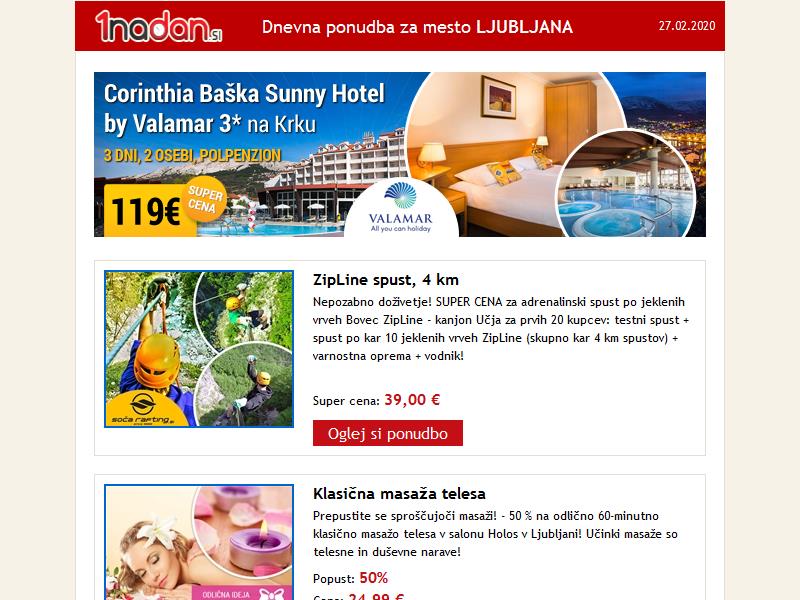 1nadan.si
Dnevna ponudba za mesto LJUBLJANA
27.02.2020
Corinthia Baška Sunny Hotel
by Valamar 3* na Krku
3 DNI, 2 OSEBI, POLPENZION
119€
SUPER
CENA
VALAMAR
All you can holiday
ZipLine spust, 4 km
Nepozabno doživetje! SUPER CENA za adrenalinski spust po jeklenih
vrveh Bovec ZipLine - kanjon Učja za prvih 20 kupcev: testni spust +
spust po kar 10 jeklenih vrveh ZipLine (skupno kar 4 km spustov) +
varnostna oprema + vodnik!
Super cena: 39,00 €
Oglej si ponudbo
soča rafting
Klasična masaža telesa
Prepustite se sproščujoči masaži! - 50 % na odlično 60-minutno
klasično masažo telesa v salonu Holos v Ljubljani! Učinki masaže so
telesne in duševne narave!
Popust: 50%
Cena: 24,99 €
ODLIČNA IDEJA